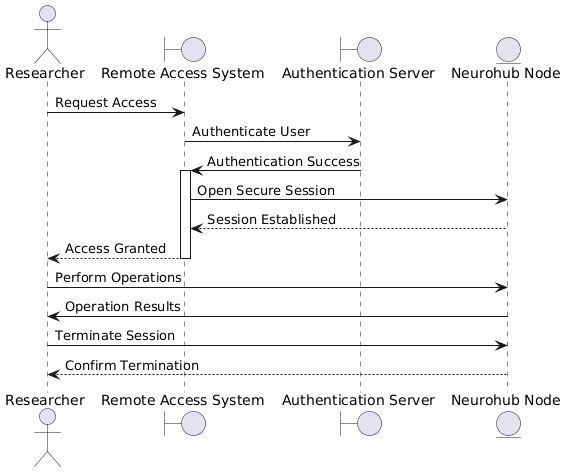 Researcher
Remote Access System
Authentication Server
Neurohub Node
Request Access
Authenticate User
Authentication Success
Open Secure Session
Session Established
Access Granted
Perform Operations
Operation Results
Terminate Session
Confirm Termination
Researcher
Remote Access System
Authentication Server
Neurohub Node